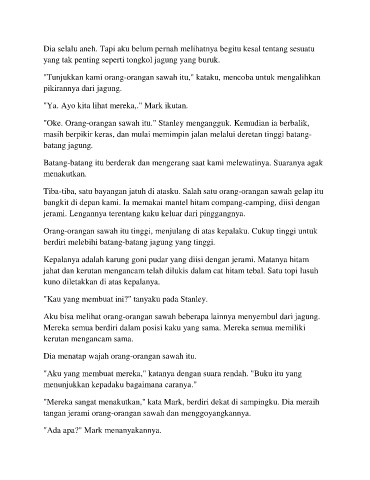 Dia selalu aneh. Tapi aku belum pernah melihatnya begitu kesal tentang sesuatu
yang tak penting seperti tongkol jagung yang buruk.
"Tunjukkan kami orang-orangan sawah itu," kataku, mencoba untuk mengalihkan
pikirannya dari jagung.
"Ya. Ayo kita lihat mereka,." Mark ikutan.
"Oke. Orang-orangan sawah itu." Stanley mengangguk. Kemudian ia berbalik,
masih berpikir keras, dan mulai memimpin jalan melalui deretan tinggi batang-
batang jagung.
Batang-batang itu berderak dan mengerang saat kami melewatinya. Suaranya agak
menakutkan.
Tiba-tiba, satu bayangan jatuh di atasku. Salah satu orang-orangan sawah gelap itu
bangkit di depan kami. Ia memakai mantel hitam compang-camping, diisi dengan
jerami. Lengannya terentang kaku keluar dari pinggangnya.
Orang-orangan sawah itu tinggi, menjulang di atas kepalaku. Cukup tinggi untuk
berdiri melebihi batang-batang jagung yang tinggi.
Kepalanya adalah karung goni pudar yang diisi dengan jerami. Matanya hitam
jahat dan kerutan mengancam telah dilukis dalam cat hitam tebal. Satu topi lusuh
kuno diletakkan di atas kepalanya.
"Kau yang membuat ini?" tanyaku pada Stanley.
Aku bisa melihat orang-orangan sawah beberapa lainnya menyembul dari jagung.
Mereka semua berdiri dalam posisi kaku yang sama. Mereka semua memiliki
kerutan mengancam sama.
Dia menatap wajah orang-orangan sawah itu.
"Aku yang membuat mereka," katanya dengan suara rendah. "Buku itu yang
menunjukkan kepadaku bagaimana caranya."
"Mereka sangat menakutkan," kata Mark, berdiri dekat di sampingku. Dia meraih
tangan jerami orang-orangan sawah dan menggoyangkannya.
"Ada apa?" Mark menanyakannya.